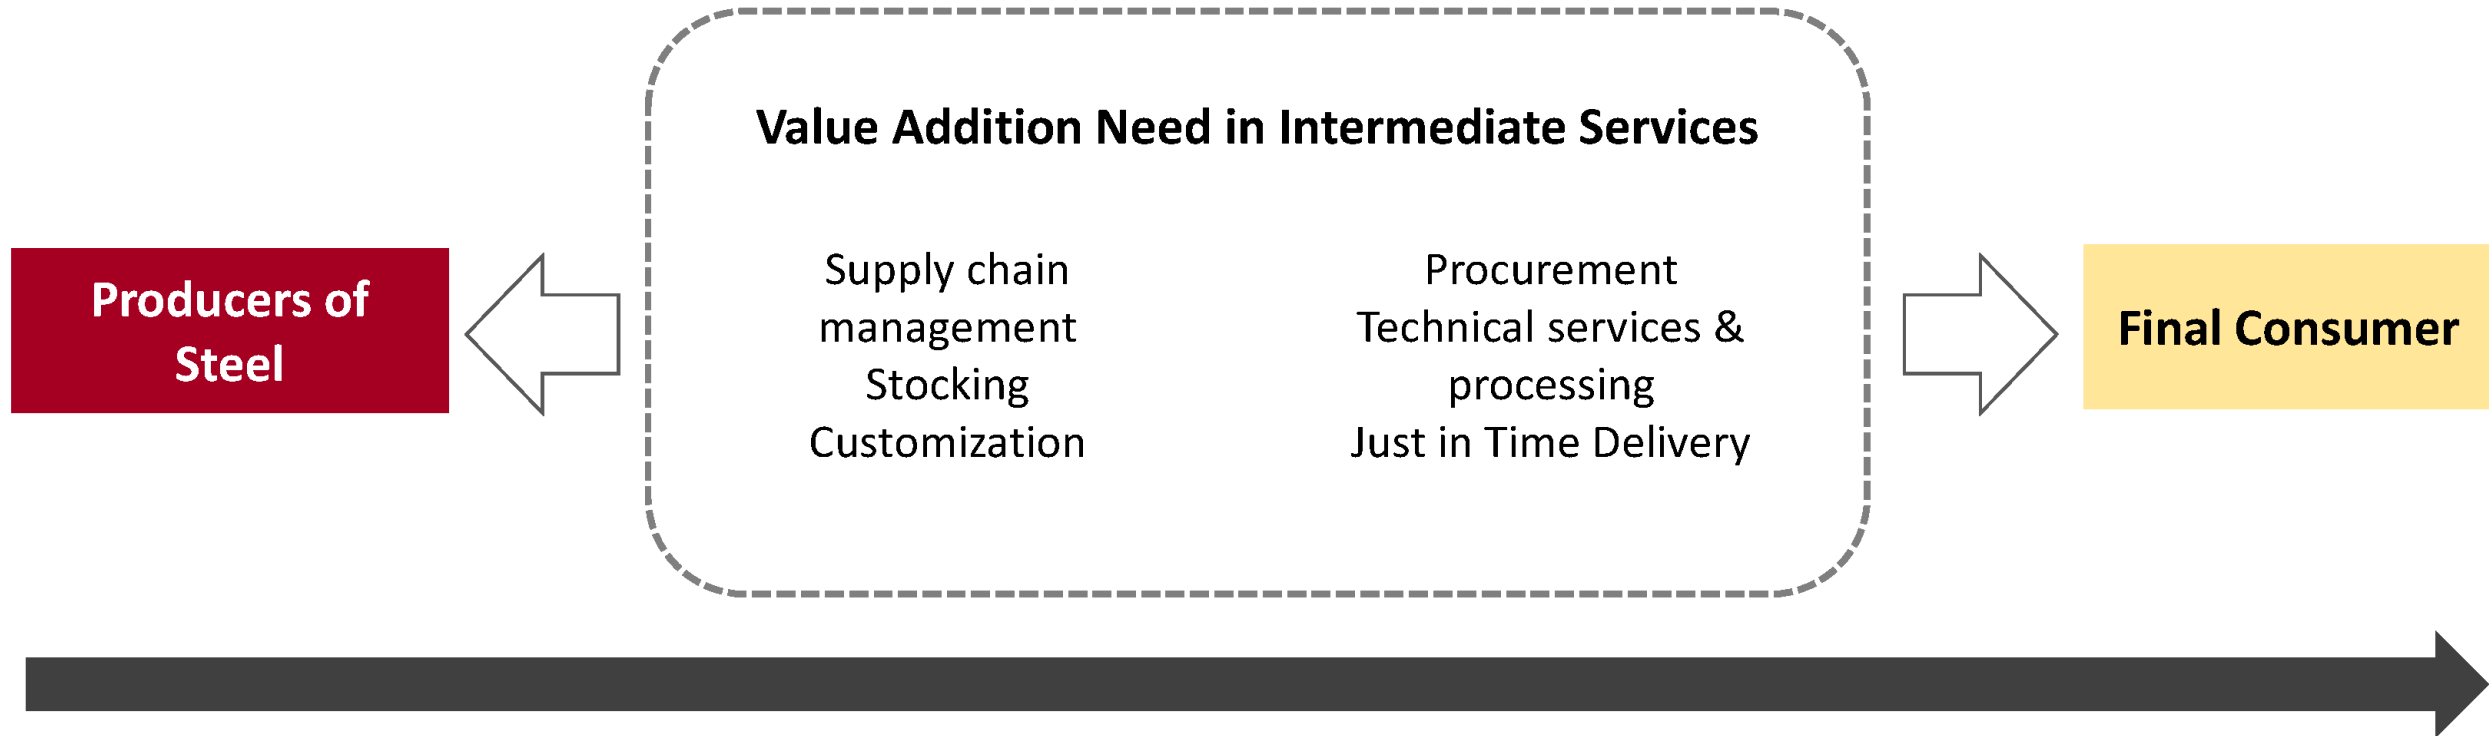 Value Addition Need in Intermediate Services
Producers of
Steel
Supply chain
management
Stocking
Customization
Procurement
Technical services &
processing
Just in Time Delivery
Final Consumer